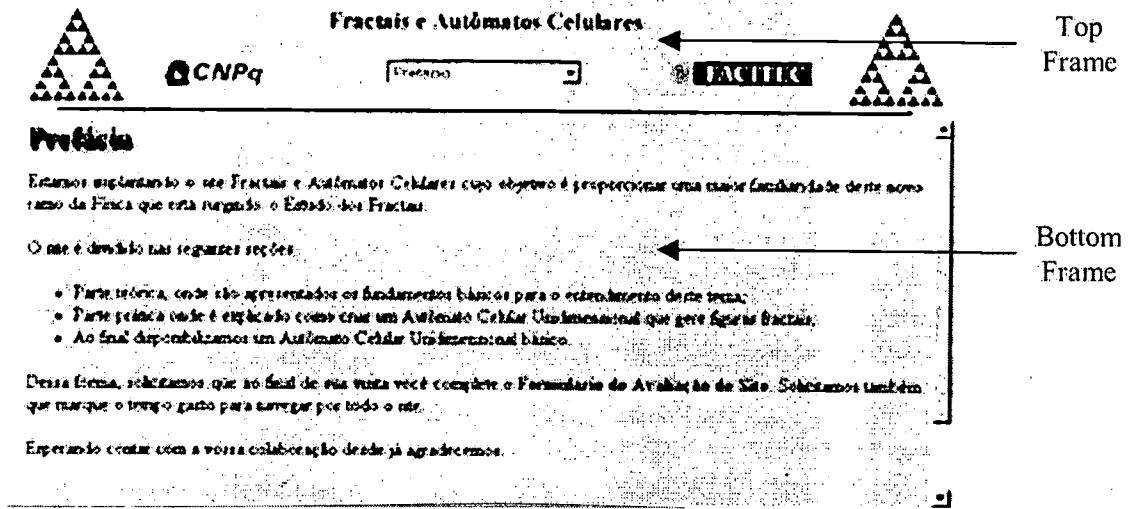 Fractais e Autômatos Celulares
Top
Frame
CNPq
Prefácio
FACITEC
Prefácio
Estamos implantando o site Fractais e Autômatos Celulares cujo objetivo é proporcionar uma maior familiaridade deste novo
ramo da Física que está surgindo: o Estudo dos Fractais.
O site é dividido nas seguintes seções:
Bottom
Frame
• Parte teórica, onde são apresentados os fundamentos básicos para o entendimento deste tema;
• Parte prática onde é explicado como criar um Autômato Celular Unidimensional que gere figuras fractais;
• Ao final disponibilizamos um Autômato Celular Unidimensional básico.
Dessa forma, solicitamos que ao final de sua visita você complete o Formulário de Avaliação do Site. Solicitamos também
que marque o tempo gasto para navegar por todo o site.
Esperando contar com a vossa colaboração desde já agradecemos.